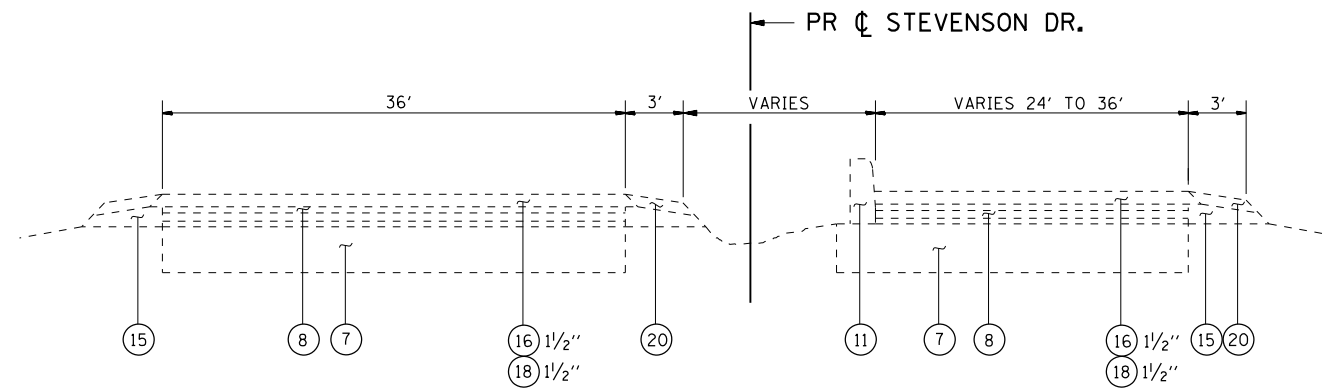 PR ℄ STEVENSON DR.
36' 3' VARIES VARIES 24' TO 36' 3'
15 8 7 16 1½" 20 11 7 8 16 1½" 15 20
18 1½" 18 1½"